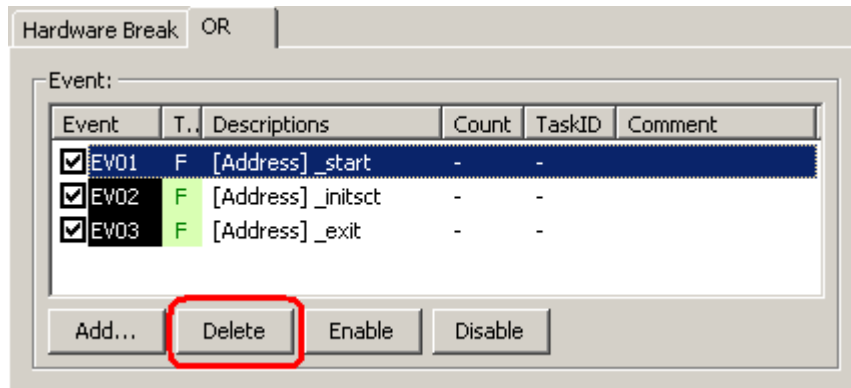 Hardware Break OR
Event:
Event T.. Descriptions Count TaskID Comment
EV01 F [Address] _start - -
EV02 F [Address] _initsct - -
EV03 F [Address] _exit - -
Add... Delete Enable Disable